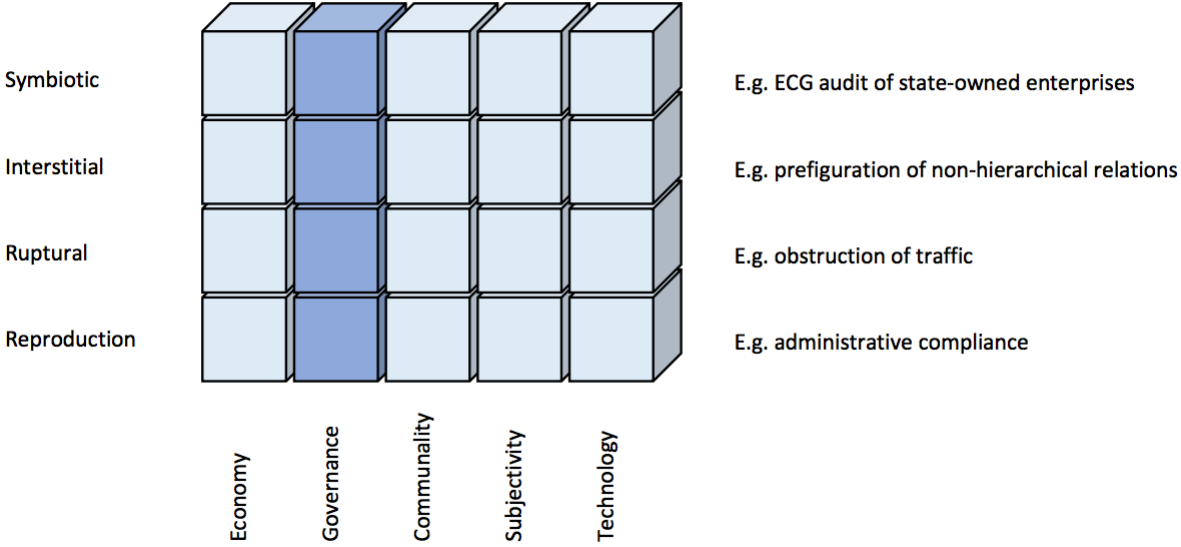 Symbiotic
E.g. ECG audit of state-owned enterprises
Interstitial
E.g. prefiguration of non-hierarchical relations
Ruptural
E.g. obstruction of traffic
Reproduction
E.g. administrative compliance
Economy
Governance
Communality
Subjectivity
Technology